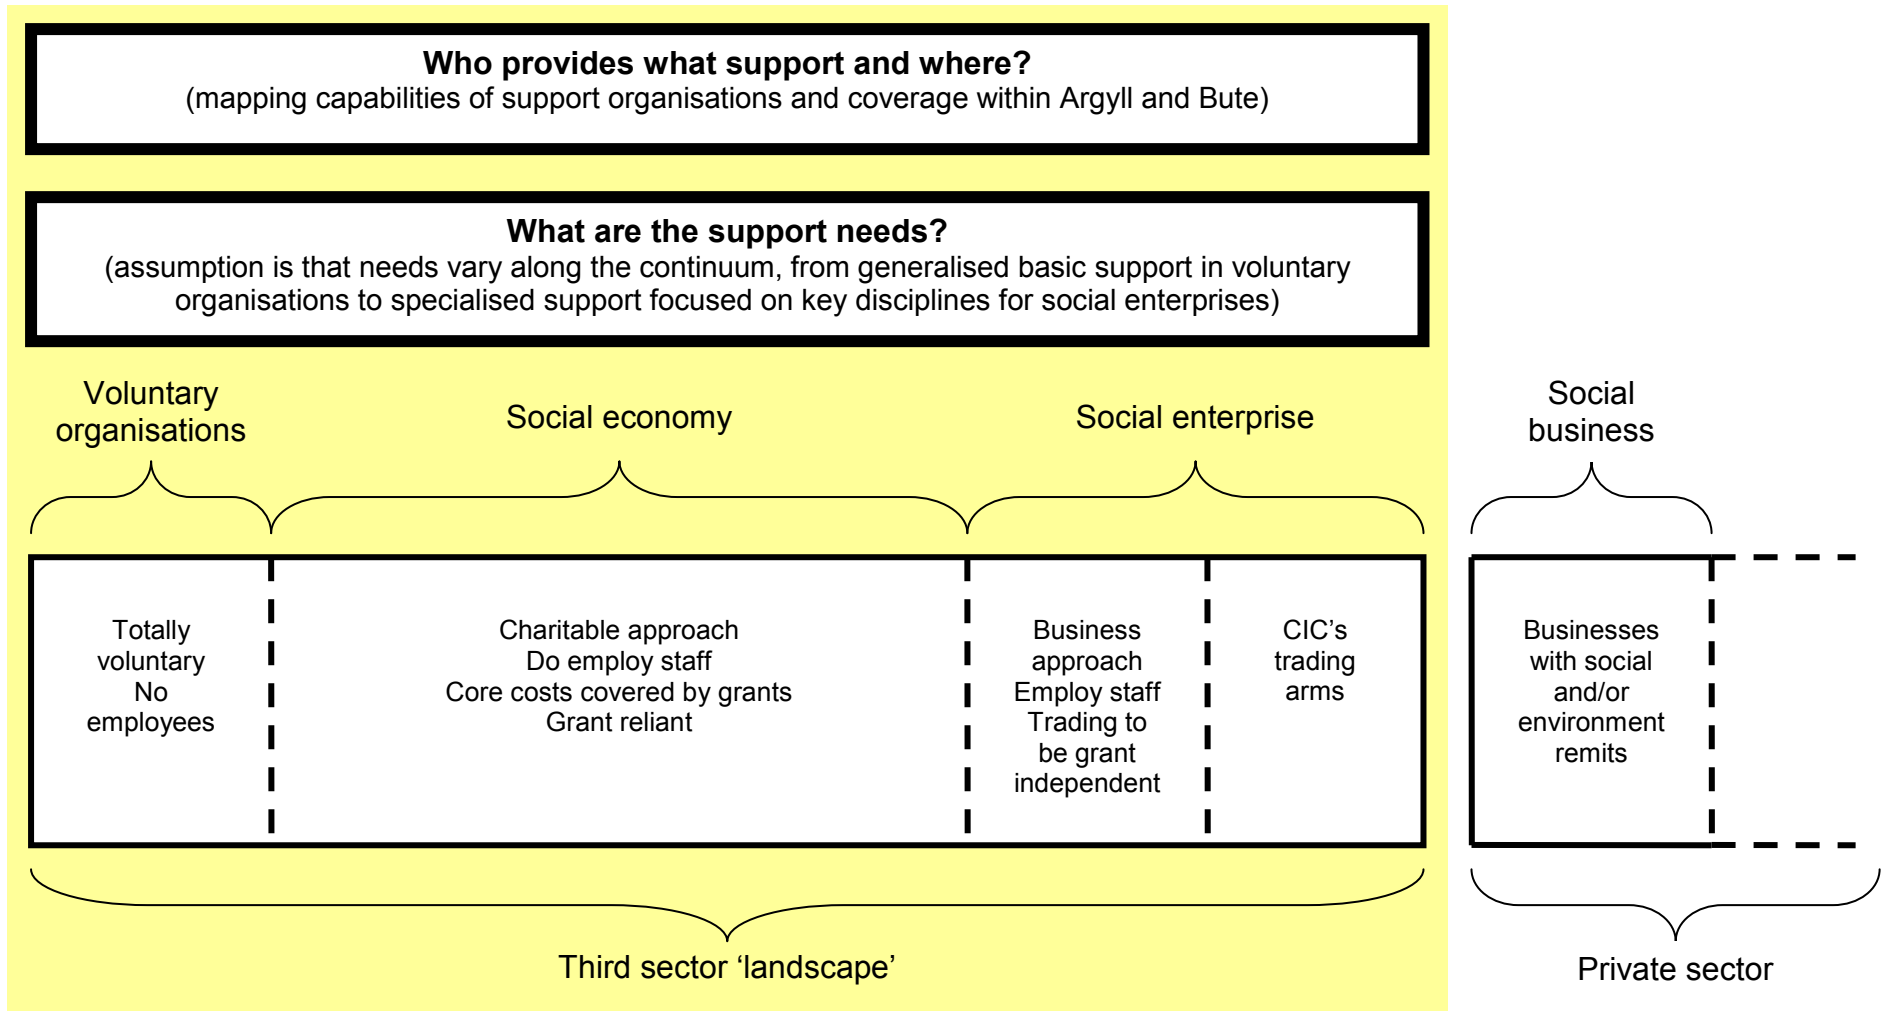 Who provides what support and where?
(mapping capabilities of support organisations and coverage within Argyll and Bute)
What are the support needs?
(assumption is that needs vary along the continuum, from generalised basic support in voluntary
organisations to specialised support focused on key disciplines for social enterprises)
Voluntary
organisations
Social economy
Social enterprise
Social
business
Totally
voluntary
No
employees
Charitable approach
Do employ staff
Core costs covered by grants
Grant reliant
Business
approach
Employ staff
Trading to
be grant
independent
CIC's
trading
arms
Businesses
with social
and/or
environment
remits
Third sector ‘landscape’
Private sector